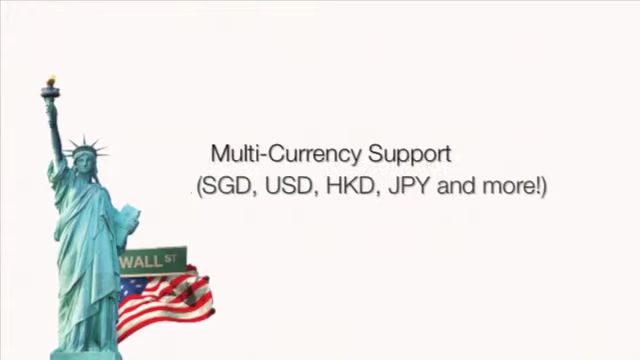 Multi-Currency Support
(SGD, USD, HKD, JPY and more!)
WALL ST